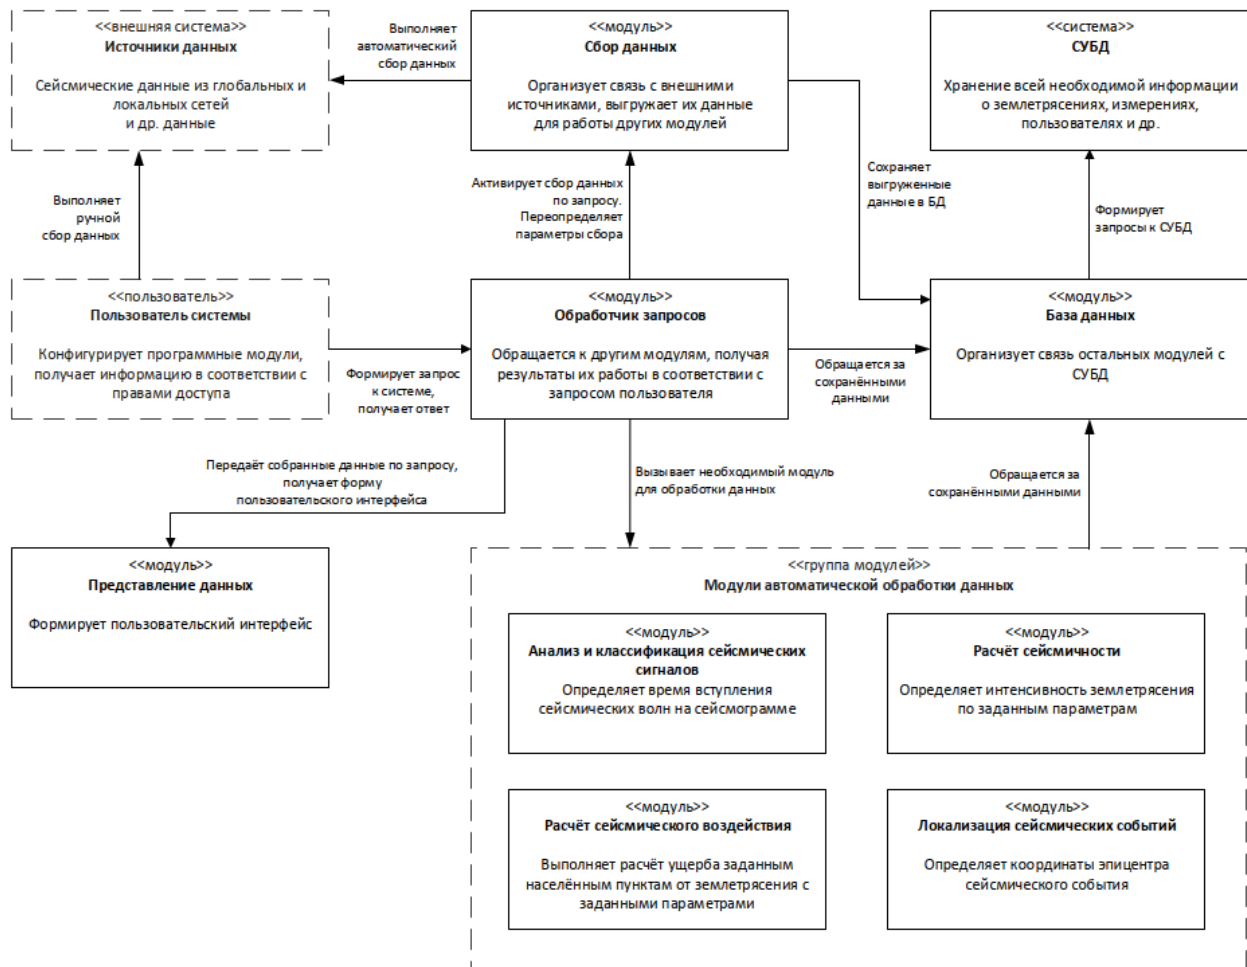 <<внешняя система>>
Источники данных
Сейсмические данные из глобальных и
локальных сетей
и др. данные
Выполняет
автоматический
сбор данных
<<модуль>>
Сбор данных
Организует связь с внешними
источниками, выгружает их данные
для работы других модулей
<<система>>
СУБД
Хранение всей необходимой информации
о землетрясениях, измерениях,
пользователях и др.
Выполняет
ручной
сбор данных
Активирует сбор данных
по запросу.
Переопределяет
параметры сбора
Сохраняет
выгруженные
данные в БД
Формирует
запросы к СУБД
<<пользователь>>
Пользователь системы
Конфигурирует программные модули,
получает информацию в соответствии с
правами доступа
Формирует запрос
к системе,
получает ответ
<<модуль>>
Обработчик запросов
Обращается к другим модулям, получая
результаты их работы в соответствии с
запросом пользователя
Обращается за
сохранёнными
данными
<<модуль>>
База данных
Организует связь остальных модулей с
СУБД
Передаёт собранные данные по запросу,
получает форму
пользовательского интерфейса
Вызывает необходимый модуль
для обработки данных
Обращается за
сохранёнными данными
<<модуль>>
Представление данных
Формирует пользовательский интерфейс
<<группа модулей>>
Модули автоматической обработки данных
<<модуль>>
Анализ и классификация сейсмических
сигналов
Определяет время вступления
сейсмических волн на сейсмограмме
<<модуль>>
Расчёт сейсмичности
Определяет интенсивность землетрясения
по заданным параметрам
<<модуль>>
Расчёт сейсмического воздействия
Выполняет расчёт ущерба заданным
населённым пунктам от землетрясения с
заданными параметрами
<<модуль>>
Локализация сейсмических событий
Определяет координаты эпицентра
сейсмического события